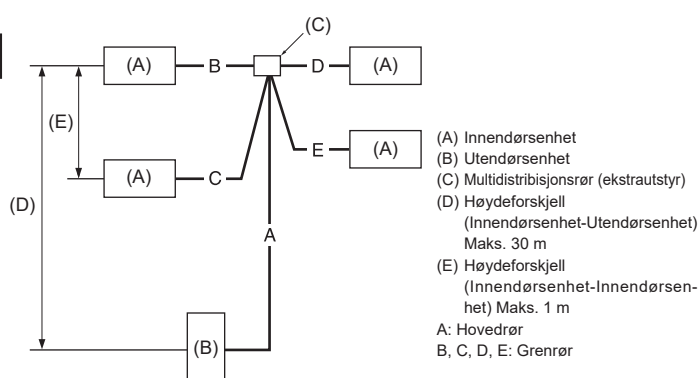 (C)
(A) B D (A)
(E)
(A) C E (A)
(D)
A
(B)
(A) Innendørsenhet
(B) Utendørsenhet
(C) Multidistribisjonsrør (ekstrautstyr)
(D) Høydeforskjell
(Innendørsenhet-Utendørsenhet)
Maks. 30 m
(E) Høydeforskjell
(Innendørsenhet-Innendørsen-
het) Maks. 1 m
A: Hovedrør
B, C, D, E: Grenrør